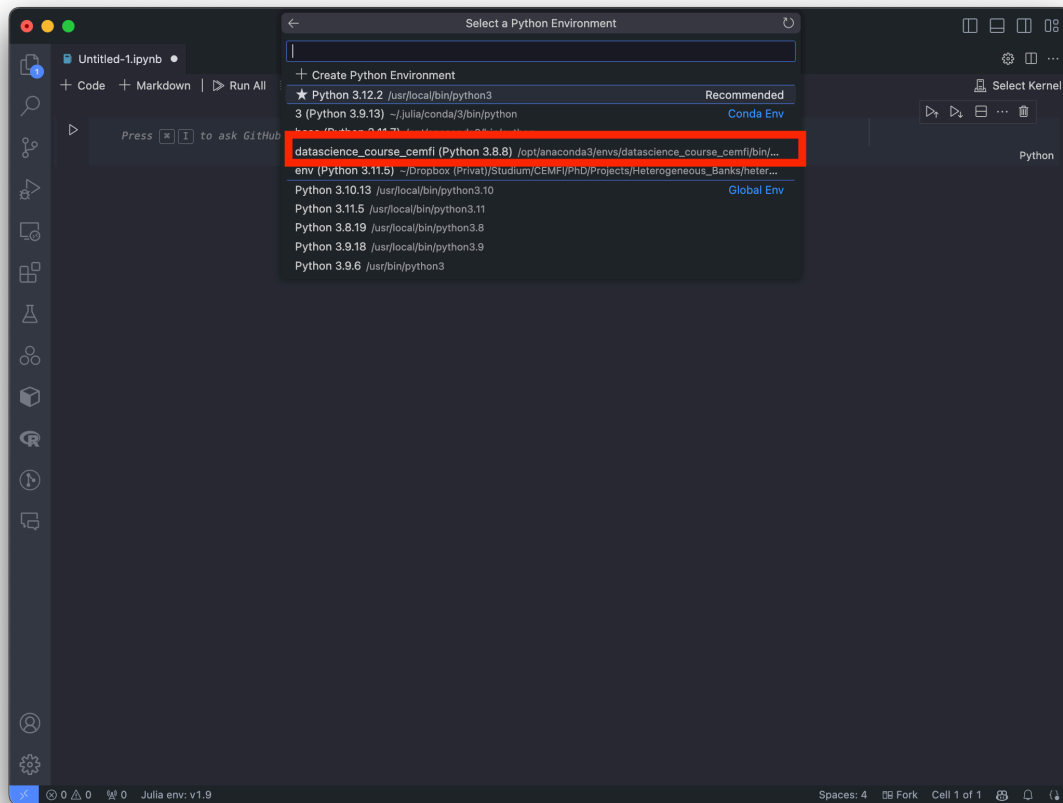 Select a Python Environment
Untitled-1.ipynb
1
Create Python Environment
Code
Markdown
Run All
Python 3.12.2 /usr/local/bin/python3 Recommended
Select Kernel
3 (Python 3.9.13) ~/.julia/conda/3/bin/python Conda Env
Press ⌘ I to ask GitHub
datascience_course_cemfi (Python 3.8.8) /opt/anaconda3/envs/datascience_course_cemfi/bin/...
Python
env (Python 3.11.5) ~/Dropbox (Privat)/Studium/CEMFI/PhD/Projects/Heterogeneous_Banks/heter...
Python 3.10.13 /usr/local/bin/python3.10 Global Env
Python 3.11.5 /usr/local/bin/python3.11
Python 3.8.19 /usr/local/bin/python3.8
Python 3.9.18 /usr/local/bin/python3.9
Python 3.9.6 /usr/bin/python3
0 0 0 Julia env: v1.9
Spaces: 4 Fork Cell 1 of 1